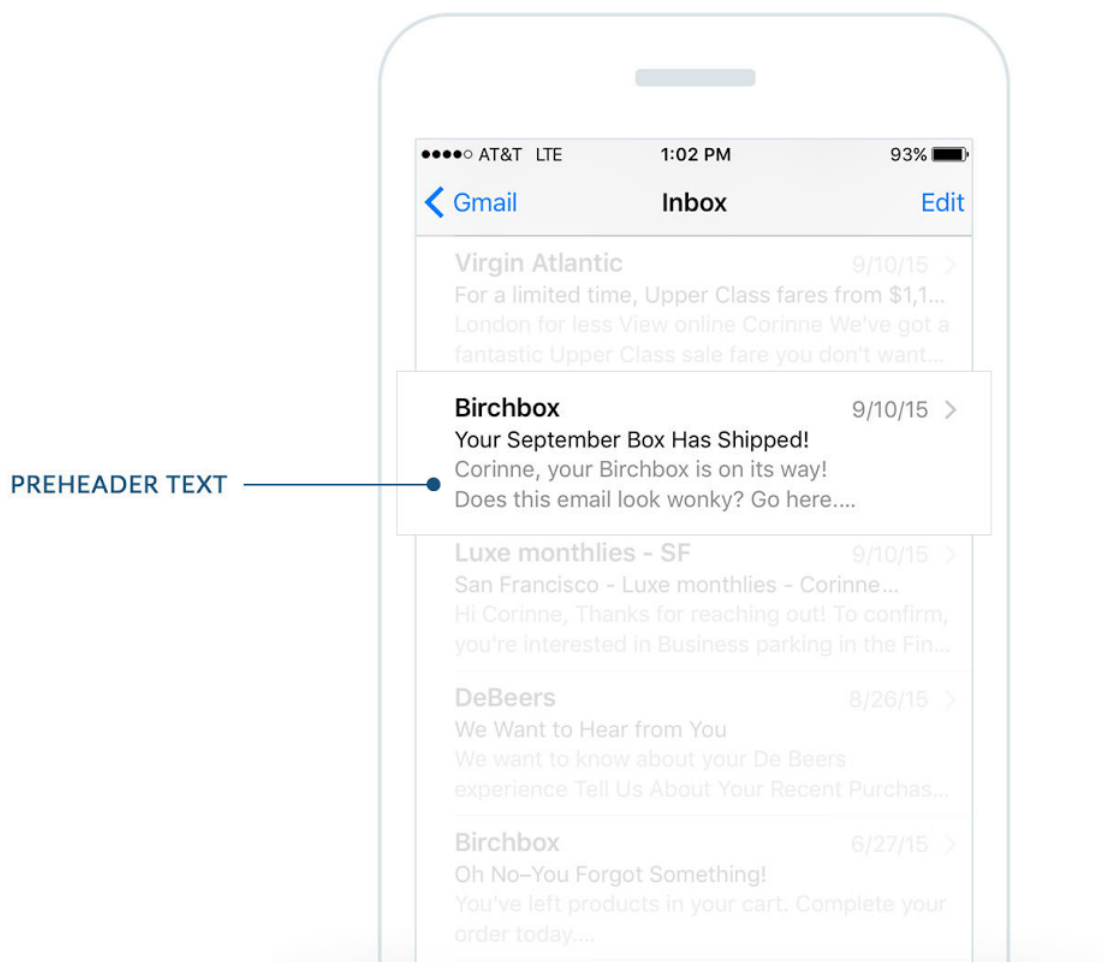 AT&T LTE 1:02 PM 93%
Gmail Inbox Edit
Virgin Atlantic 9/10/15
For a limited time, Upper Class fares from $1,1...
London for less View online Corinne We've got a
fantastic Upper Class sale fare you don't want...
Birchbox 9/10/15
Your September Box Has Shipped!
Corinne, your Birchbox is on its way!
PREHEADER TEXT
Does this email look wonky? Go here....
Luxe monthlies - SF 9/10/15
San Francisco - Luxe monthlies - Corinne...
Hi Corinne, Thanks for reaching out! To confirm,
you're interested in Business parking in the Fin...
DeBeers 8/26/15
We Want to Hear from You
We want to know about your De Beers
experience Tell Us About Your Recent Purchas...
Birchbox 6/27/15
Oh No–You Forgot Something!
You've left products in your cart. Complete your
order today....